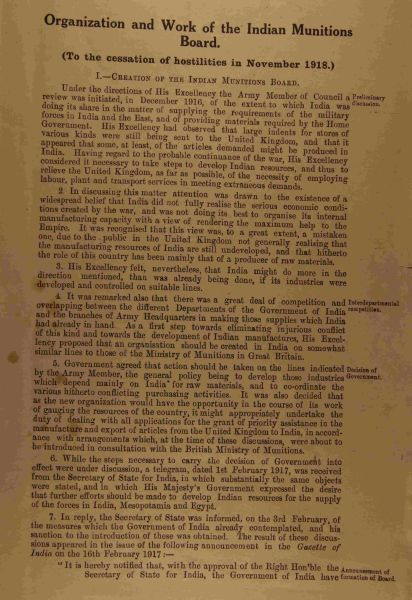 Organization and Work of the Indian Munitions
Board.
(To the cessation of hostilities in November 1918.)
I.—CREATION OF THE INDIAN MUNITIONS BOARD.
Under the directions of His Excellency the Army Member of Council a Preliminary
review was initiated, in December 1916, of the extent to which India was discussion.
doing its share in the matter of supplying the requirements of the military
forces in India and the East, and of providing materials required by the Home
Government. His Excellency had observed that large indents for stores of
various kinds were still being sent to the United Kingdom, and that it
appeared that some, at least, of the articles demanded might be produced in
India. Having regard to the probable continuance of the war, His Excellency
considered it necessary to take steps to develop Indian resources, and thus to
relieve the United Kingdom, as far as possible, of the necessity of employing
labour, plant and transport services in meeting extraneous demands.
2. In discussing this matter attention was drawn to the existence of a
widespread belief that India did not fully realise the serious economic condi-
tions created by the war, and was not doing its best to organise its internal
manufacturing capacity with a view of rendering the maximum help to the
Empire. It was recognised that this view was, to a great extent, a mistaken
one, due to the public in the United Kingdom not generally realising that
the manufacturing resources of India are still undeveloped, and that hitherto
the role of this country has been mainly that of a producer of raw materials.
3. His Excellency felt, nevertheless, that India might do more in the
direction mentioned, than was already being done, if its industries were
developed and controlled on suitable lines.
4. It was remarked also that there was a great deal of competition and Interdepartmental
overlapping between the different Departments of the Government of India competition.
and the branches of Army Headquarters in making those supplies which India
had already in hand. As a first step towards eliminating injurious conflict
of this kind and towards the development of Indian manufactures, His Excel-
lency proposed that an organisation should be created in India on somewhat
similar lines to those of the Ministry of Munitions in Great Britain.
5. Government agreed that action should be taken on the lines indicated Decision of
by the Army Member, the general policy being to develop those industries Government.
which depend mainly on India for raw materials, and to co-ordinate the
various hitherto conflicting purchasing activities. It was also decided that
as the new organization would have the opportunity in the course of its work
of gauging the resources of the country, it might appropriately undertake the
duty of dealing with all applications for the grant of priority assistance in the
manufacture and export of articles from the United Kingdom to India, in accord-
ance with arrangements which, at the time of these discussions, were about to
be introduced in consultation with the British Ministry of Munitions.
6. While the steps necessary to carry the decision of Government into
effect were under discussion, a telegram, dated 1st February 1917, was received
from the Secretary of State for India, in which substantially the same objects
were stated, and in which His Majesty's Government expressed the desire
that further efforts should be made to develop Indian resources for the supply
of the forces in India, Mesopotamia and Egypt.
7. In reply, the Secretary of State was informed, on the 3rd February, of
the measures which the Government of India already contemplated, and his
sanction to the introduction of these was obtained. The result of these discus-
sions appeared in the issue of the following announcement in the Gazette of
India on the 16th February 1917 :—
"It is hereby notified that, with the approval of the Right Hon'ble the Announcement of
Secretary of State for India, the Government of India have formation of Board.